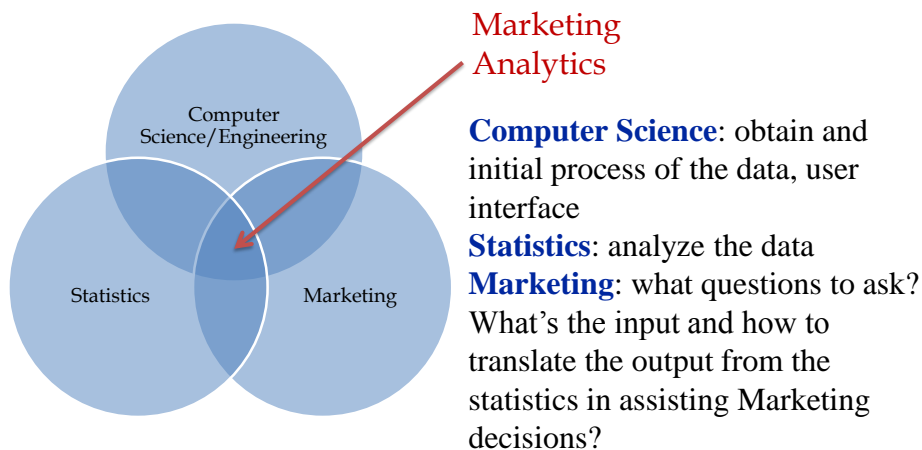 Marketing
Analytics
Computer
Science/Engineering
Statistics
Marketing
Computer Science: obtain and
initial process of the data, user
interface
Statistics: analyze the data
Marketing: what questions to ask?
What’s the input and how to
translate the output from the
statistics in assisting Marketing
decisions?